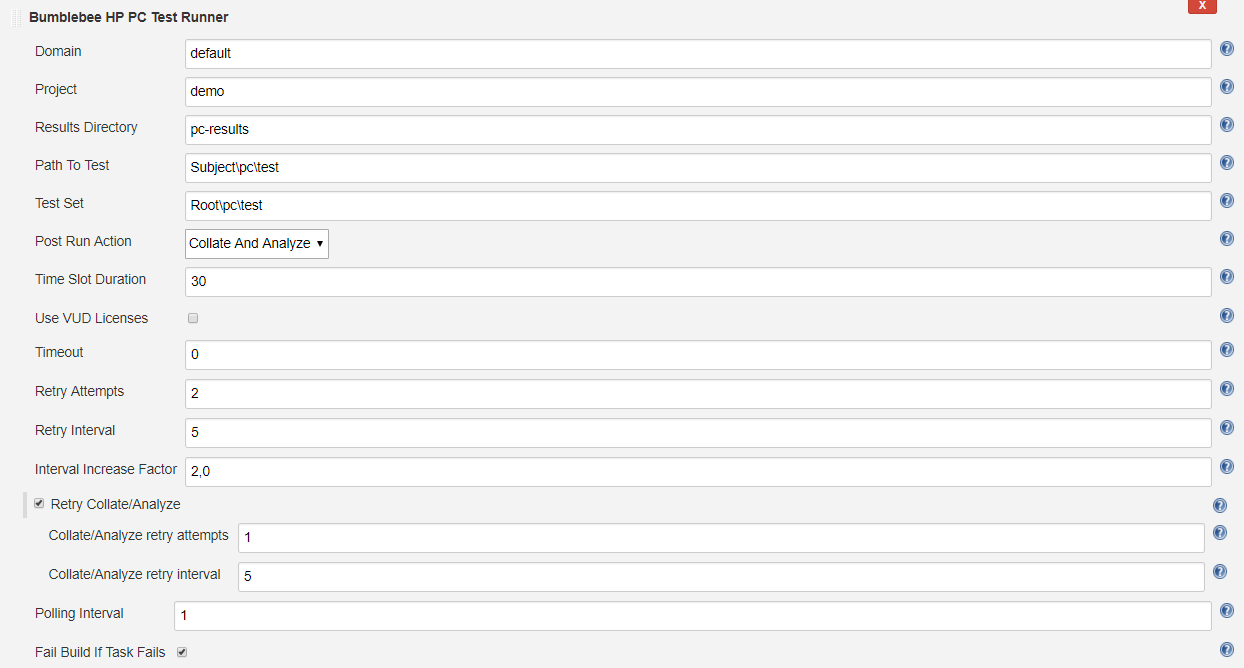 Bumblebee HP PC Test Runner
X
Domain default
Project demo
Results Directory pc-results
Path To Test Subject\pc\test
Test Set Root\pc\test
Post Run Action Collate And Analyze
Time Slot Duration 30
Use VUD Licenses
Timeout 0
Retry Attempts 2
Retry Interval 5
Interval Increase Factor 2,0
Retry Collate/Analyze
Collate/Analyze retry attempts 1
Collate/Analyze retry interval 5
Polling Interval 1
Fail Build If Task Fails